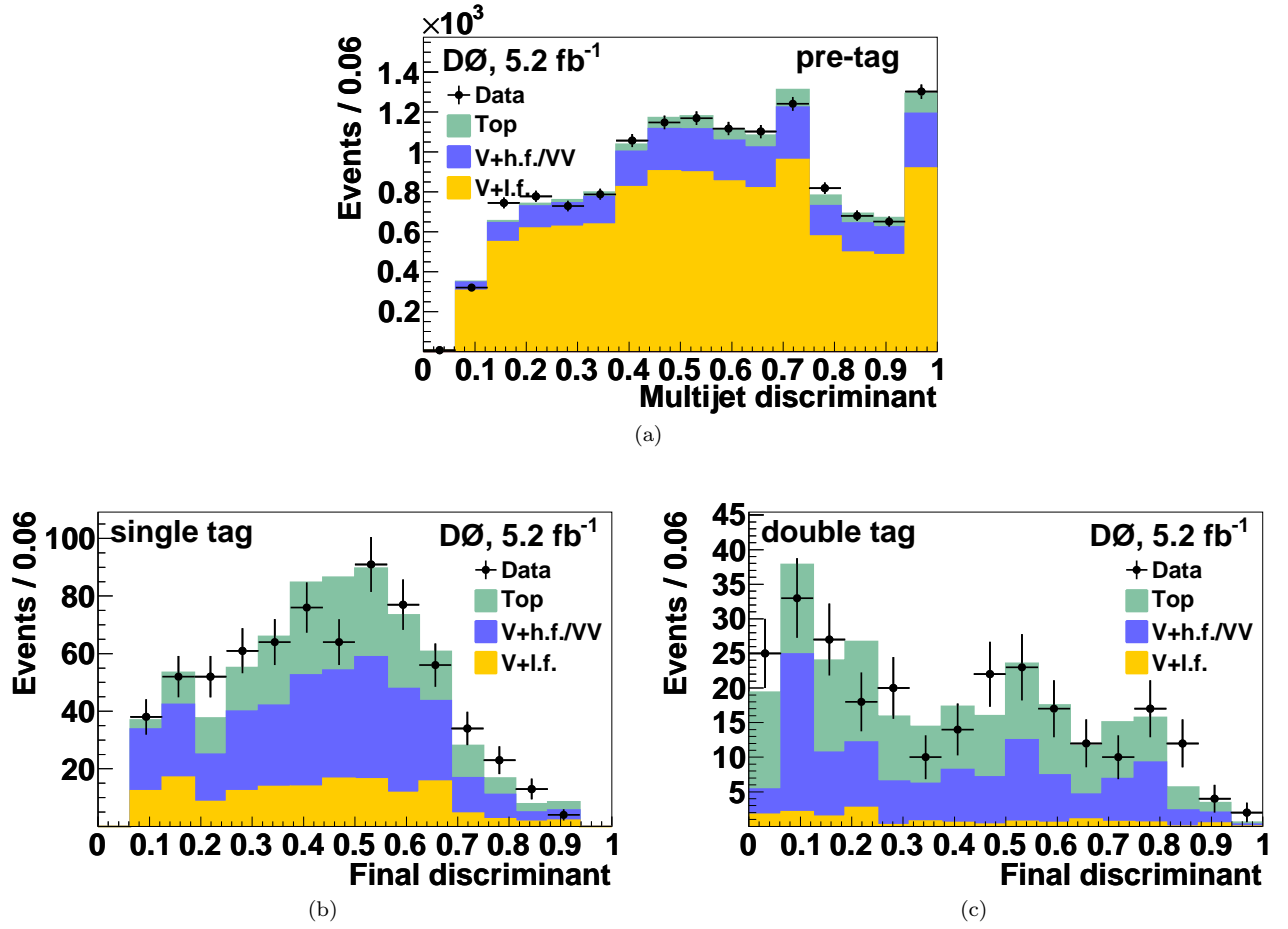 ×10³
Events / 0.06
DØ, 5.2 fb⁻¹
pre-tag
Data
Top
V+h.f./VV
V+l.f.
1.4
1.2
1
0.8
0.6
0.4
0.2
0 0.1 0.2 0.3 0.4 0.5 0.6 0.7 0.8 0.9 1
Multijet discriminant
(a)
Events / 0.06
single tag
DØ, 5.2 fb⁻¹
Data
Top
V+h.f./VV
V+l.f.
100
80
60
40
20
0 0.1 0.2 0.3 0.4 0.5 0.6 0.7 0.8 0.9 1
Final discriminant
(b)
Events / 0.06
double tag
DØ, 5.2 fb⁻¹
Data
Top
V+h.f./VV
V+l.f.
45
40
35
30
25
20
15
10
5
0 0.1 0.2 0.3 0.4 0.5 0.6 0.7 0.8 0.9 1
Final discriminant
(c)